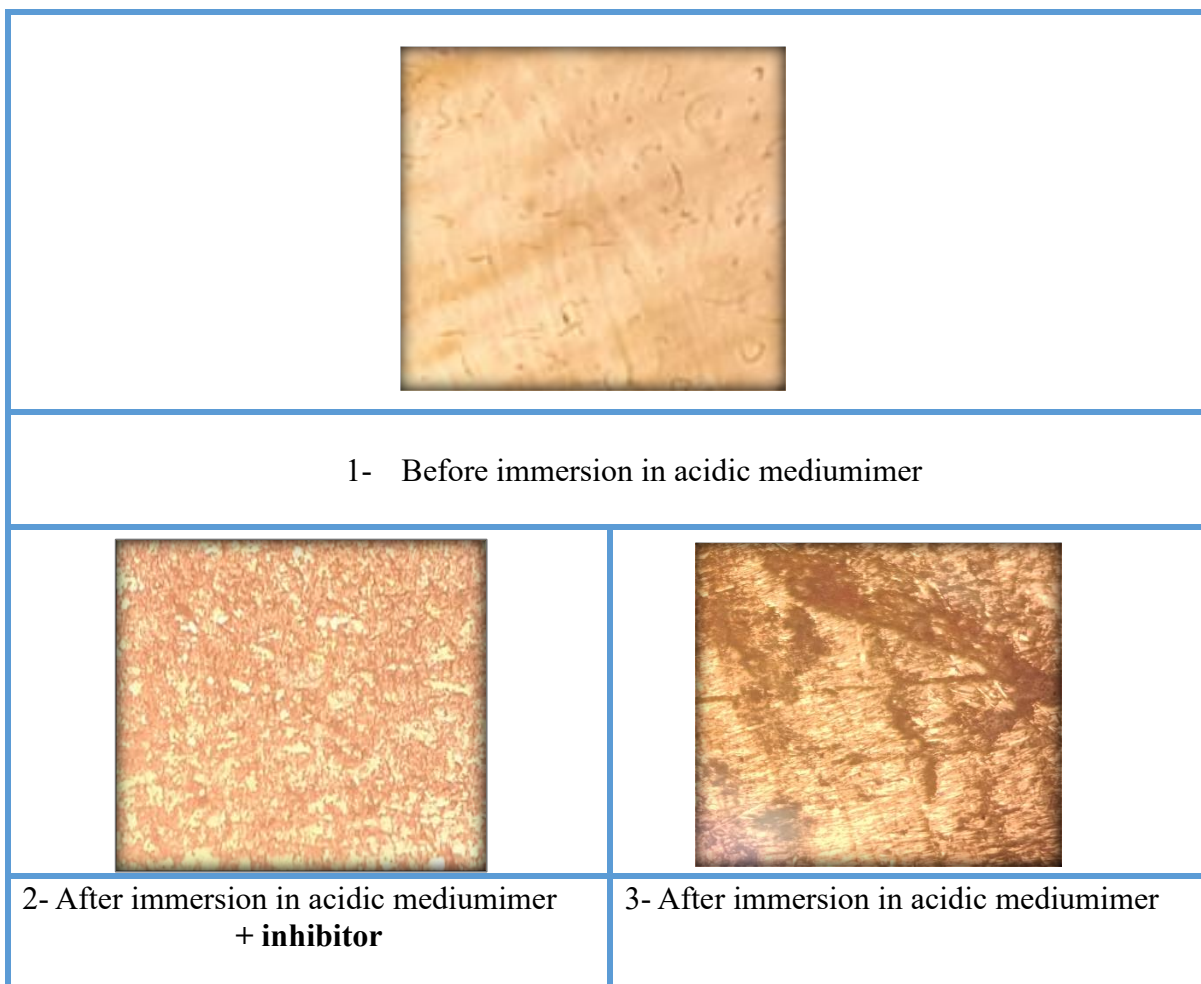 1- Before immersion in acidic mediumimer
2- After immersion in acidic mediumimer
+ inhibitor
3- After immersion in acidic mediumimer